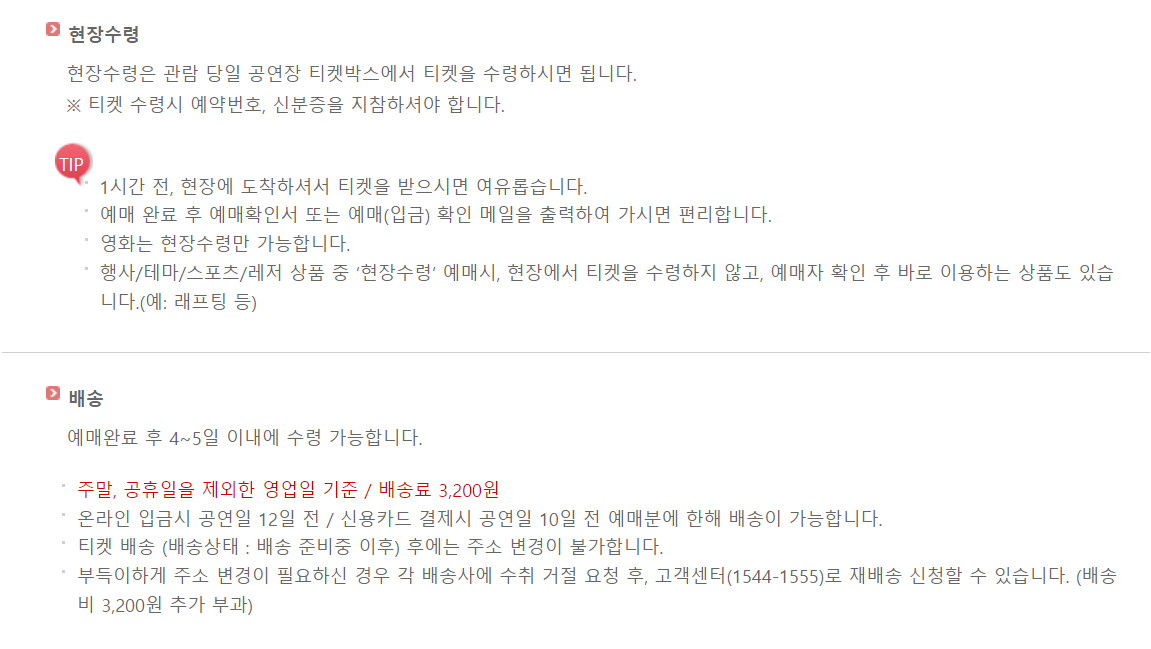 현장수령
현장수령은 관람 당일 공연장 티켓박스에서 티켓을 수령하시면 됩니다.
※ 티켓 수령시 예약번호, 신분증을 지참하셔야 합니다.
TIP
1시간 전, 현장에 도착하셔서 티켓을 받으시면 여유롭습니다.
예매 완료 후 예매확인서 또는 예매(입금) 확인 메일을 출력하여 가시면 편리합니다.
영화는 현장수령만 가능합니다.
행사/테마/스포츠/레저 상품 중 ‘현장수령’ 예매시, 현장에서 티켓을 수령하지 않고, 예매자 확인 후 바로 이용하는 상품도 있습
니다.(예: 래프팅 등)
배송
예매완료 후 4~5일 이내에 수령 가능합니다.
주말, 공휴일을 제외한 영업일 기준 / 배송료 3,200원
온라인 입금시 공연일 12일 전 / 신용카드 결제시 공연일 10일 전 예매분에 한해 배송이 가능합니다.
티켓 배송 (배송상태 : 배송 준비중 이후) 후에는 주소 변경이 불가합니다.
부득이하게 주소 변경이 필요하신 경우 각 배송사에 수취 거절 요청 후, 고객센터(1544-1555)로 재배송 신청할 수 있습니다. (배송
비 3,200원 추가 부과)